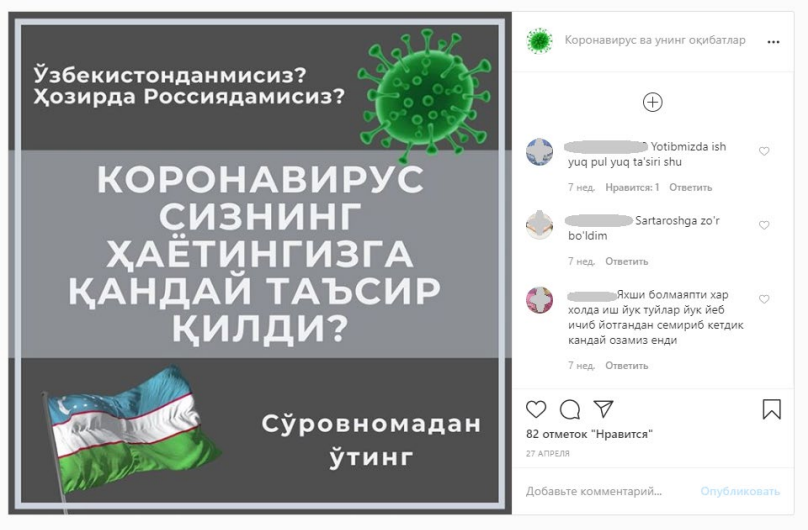 Ўзбекистонданмисиз?
Ҳозирда Россиядамисиз?
КОРОНАВИРУС
СИЗНИНГ
ҲАЁТИНГИЗГА
ҚАНДАЙ ТАЪСИР
ҚИЛДИ?
Сўровномадан
ўтинг
Коронавирус ва унинг оқибатлар
Yotibmizda ish
yuq pul yuq ta'siri shu
7 нед. Нравится: 1 Ответить
Sartaroshga zo'r
bo'ldim
7 нед. Ответить
Яхши болмаяпти хар
холда иш йук туйлар йук йеб
ичиб йотгандан семириб кетдик
кандай озамиз енди
7 нед. Ответить
82 отметок "Нравится"
27 АПРЕЛЯ
Добавьте комментарий...
Опубликовать